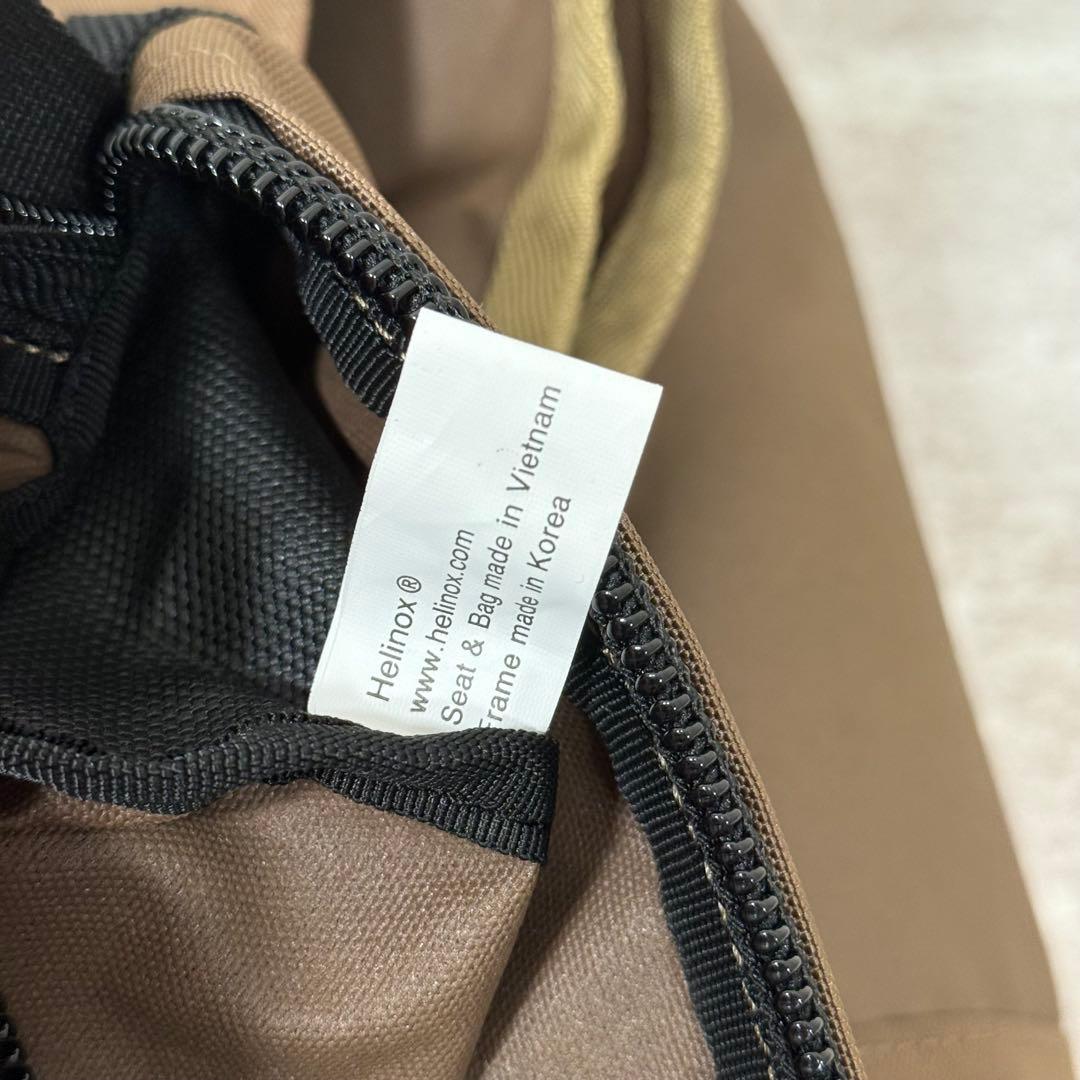 Helinox®
www.helinox.com
Seat & Bag made in Vietnam
Frame made in Korea